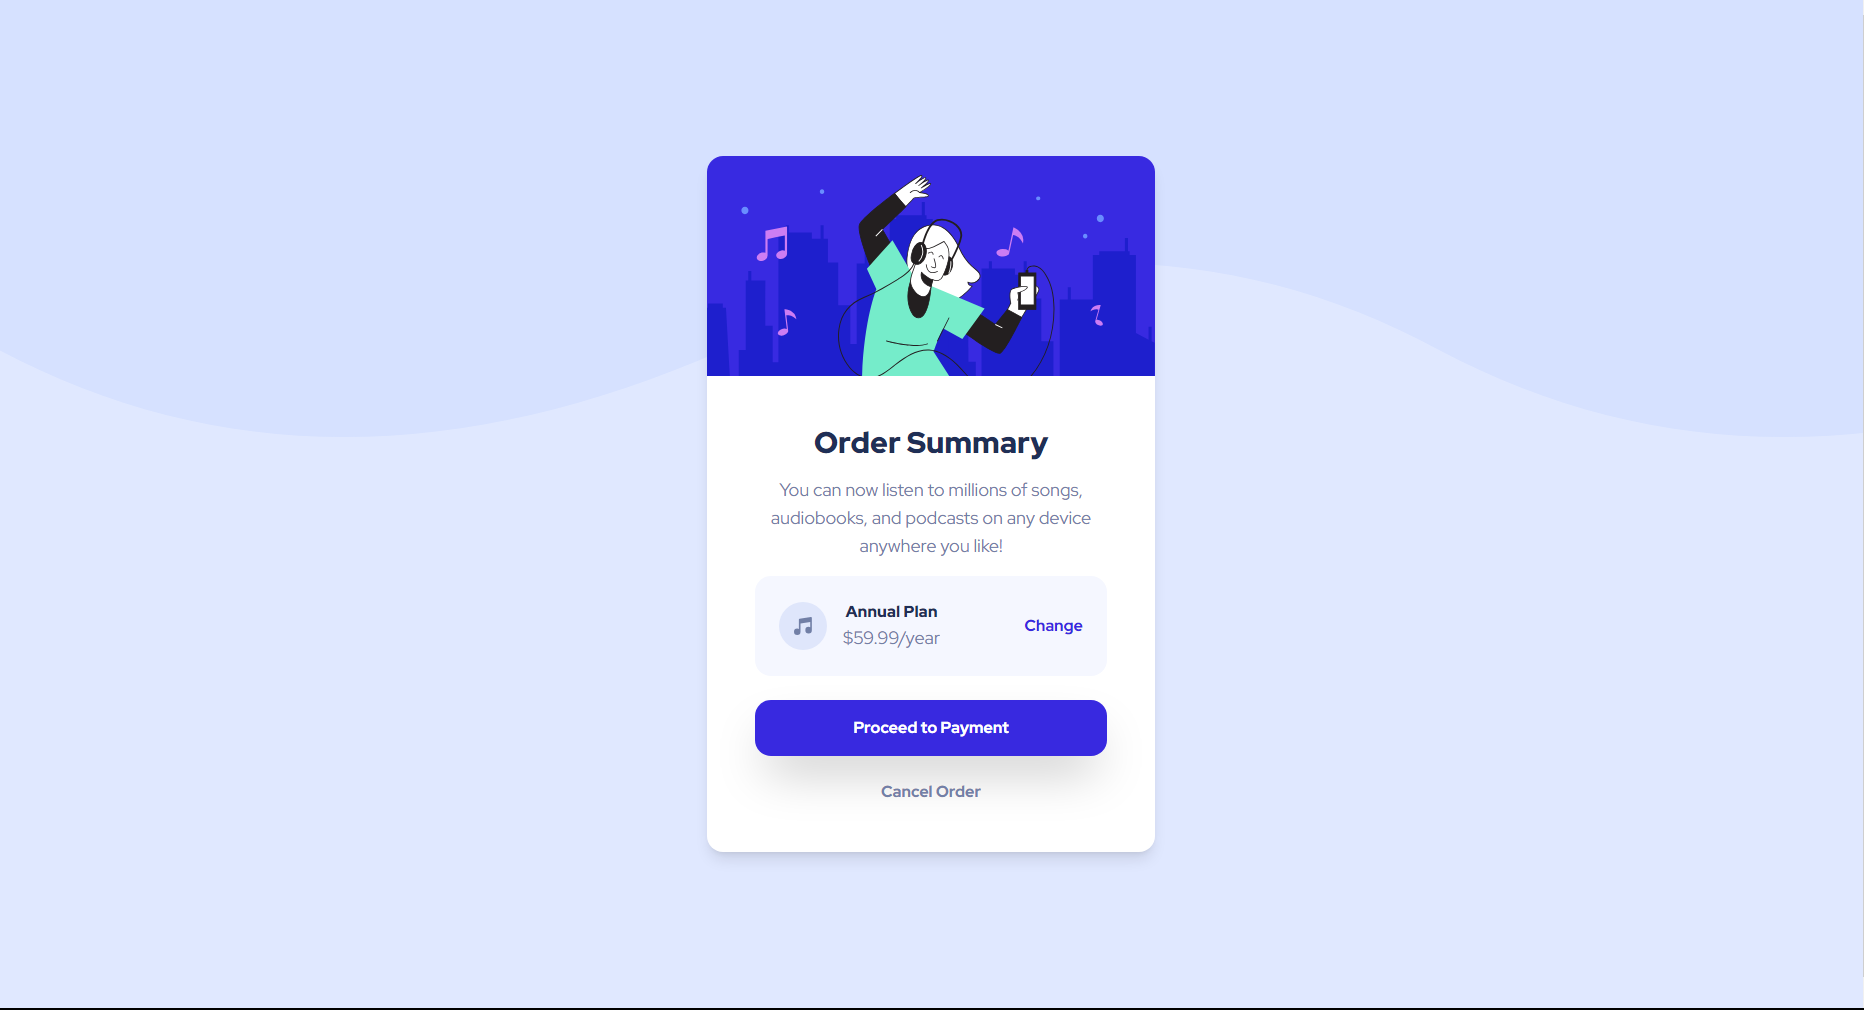 Order Summary
You can now listen to millions of songs,
audiobooks, and podcasts on any device
anywhere you like!
Annual Plan
$59.99/year
Change
Proceed to Payment
Cancel Order